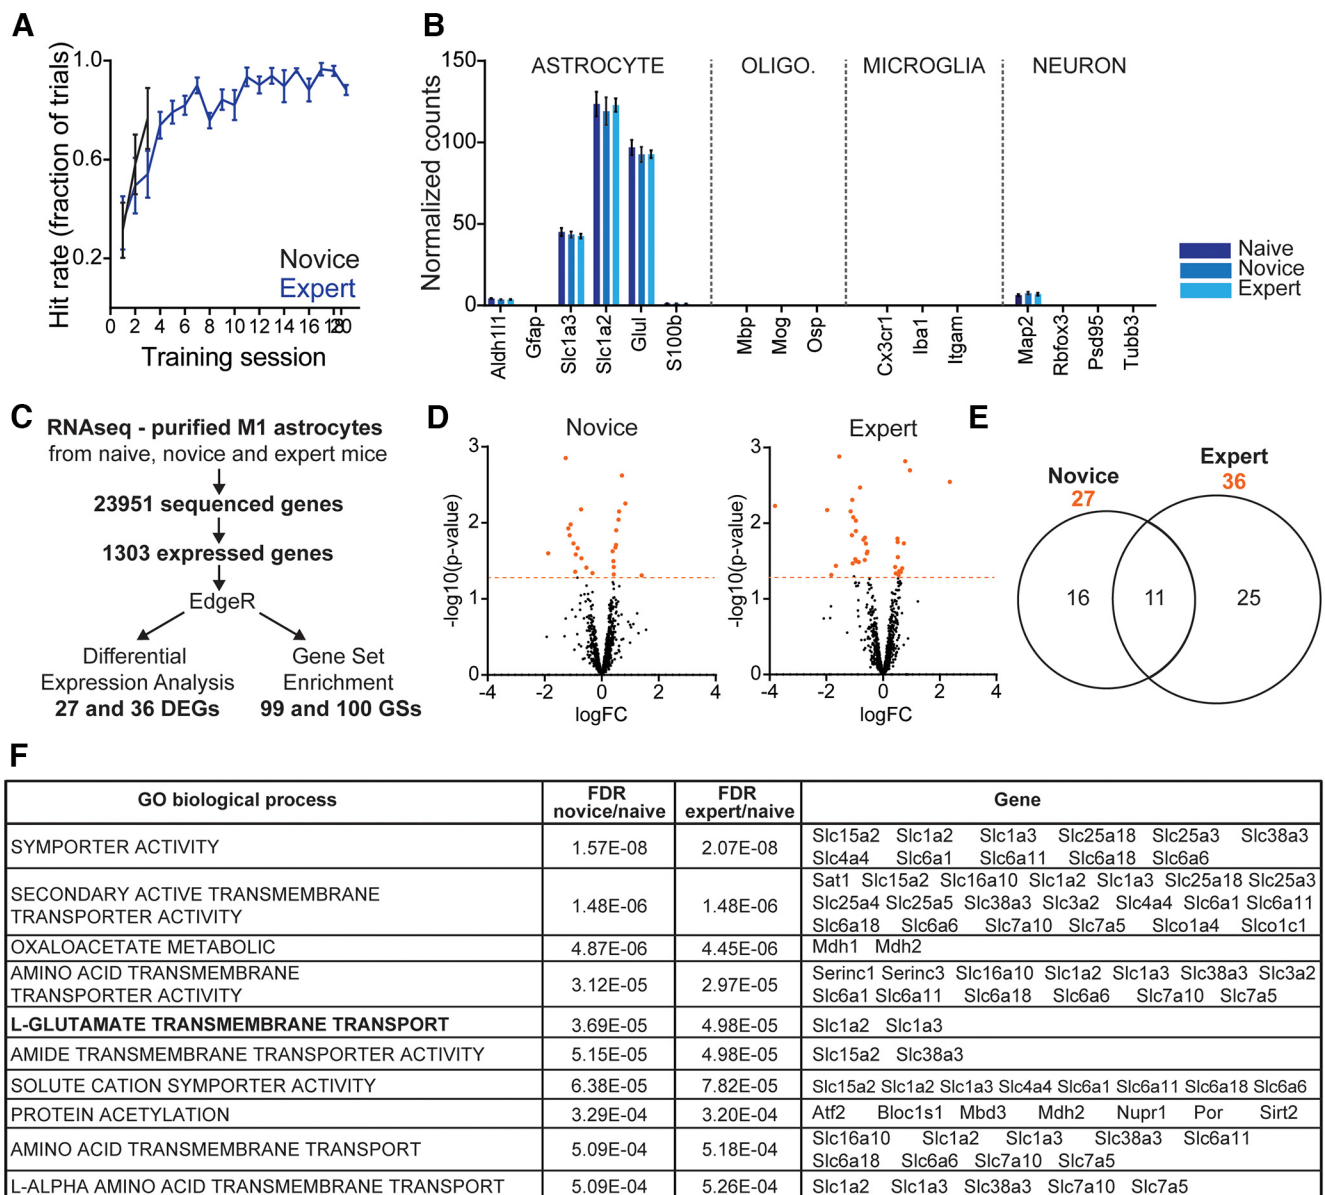 A
Hit rate (fraction of trials)
1.0
0.6
0.2
0 2 4 6 8 10 12 14 16 1820
Training session
Novice
Expert
B
Normalized counts
150
100
50
0
ASTROCYTE OLIGO. MICROGLIA NEURON
Aldh1l1 Gfap Slc1a3 Slc1a2 Glul S100b Mbp Mog Osp Cx3cr1 Iba1 Itgam Map2 Rbfox3 Psd95 Tubb3
Naive
Novice
Expert
C
RNAseq - purified M1 astrocytes
from naive, novice and expert mice
23951 sequenced genes
1303 expressed genes
EdgeR
Differential
Expression Analysis
27 and 36 DEGs
Gene Set
Enrichment
99 and 100 GSs
D
Novice
-log10(p-value)
3
2
1
0
-4 -2 0 2 4
logFC
Expert
-log10(p-value)
3
2
1
0
-4 -2 0 2 4
logFC
E
Novice
27
Expert
36
16 11 25
F
GO biological process
FDR
novice/naive
FDR
expert/naive
Gene
SYMPORTER ACTIVITY
1.57E-08
2.07E-08
Slc15a2 Slc1a2 Slc1a3 Slc25a18 Slc25a3 Slc38a3
Slc4a4 Slc6a1 Slc6a11 Slc6a18 Slc6a6
SECONDARY ACTIVE TRANSMEMBRANE
TRANSPORTER ACTIVITY
1.48E-06
1.48E-06
Sat1 Slc15a2 Slc16a10 Slc1a2 Slc1a3 Slc25a18 Slc25a3
Slc25a4 Slc25a5 Slc38a3 Slc3a2 Slc4a4 Slc6a1 Slc6a11
Slc6a18 Slc6a6 Slc7a10 Slc7a5 Slco1a4 Slco1c1
OXALOACETATE METABOLIC
4.87E-06
4.45E-06
Mdh1 Mdh2
AMINO ACID TRANSMEMBRANE
TRANSPORTER ACTIVITY
3.12E-05
2.97E-05
Serinc1 Serinc3 Slc16a10 Slc1a2 Slc1a3 Slc38a3 Slc3a2
Slc6a1 Slc6a11 Slc6a18 Slc6a6 Slc7a10 Slc7a5
L-GLUTAMATE TRANSMEMBRANE TRANSPORT
3.69E-05
4.98E-05
Slc1a2 Slc1a3
AMIDE TRANSMEMBRANE TRANSPORTER ACTIVITY
5.15E-05
4.98E-05
Slc15a2 Slc38a3
SOLUTE CATION SYMPORTER ACTIVITY
6.38E-05
7.82E-05
Slc15a2 Slc1a2 Slc1a3 Slc4a4 Slc6a1 Slc6a11 Slc6a18 Slc6a6
PROTEIN ACETYLATION
3.29E-04
3.20E-04
Atf2 Bloc1s1 Mbd3 Mdh2 Nupr1 Por Sirt2
AMINO ACID TRANSMEMBRANE TRANSPORT
5.09E-04
5.18E-04
Slc16a10 Slc1a2 Slc1a3 Slc38a3 Slc6a11
Slc6a18 Slc6a6 Slc7a10 Slc7a5
L-ALPHA AMINO ACID TRANSMEMBRANE TRANSPORT
5.09E-04
5.26E-04
Slc1a2 Slc1a3 Slc38a3 Slc7a10 Slc7a5